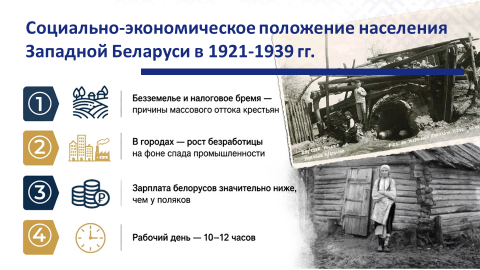 Социально-экономическое положение населения
Западной Беларуси в 1921-1939 гг.
1
Безземелье и налоговое бремя —
причины массового оттока крестьян
2
В городах — рост безработицы
на фоне спада промышленности
3
Зарплата белорусов значительно ниже,
чем у поляков
4
Рабочий день — 10–12 часов